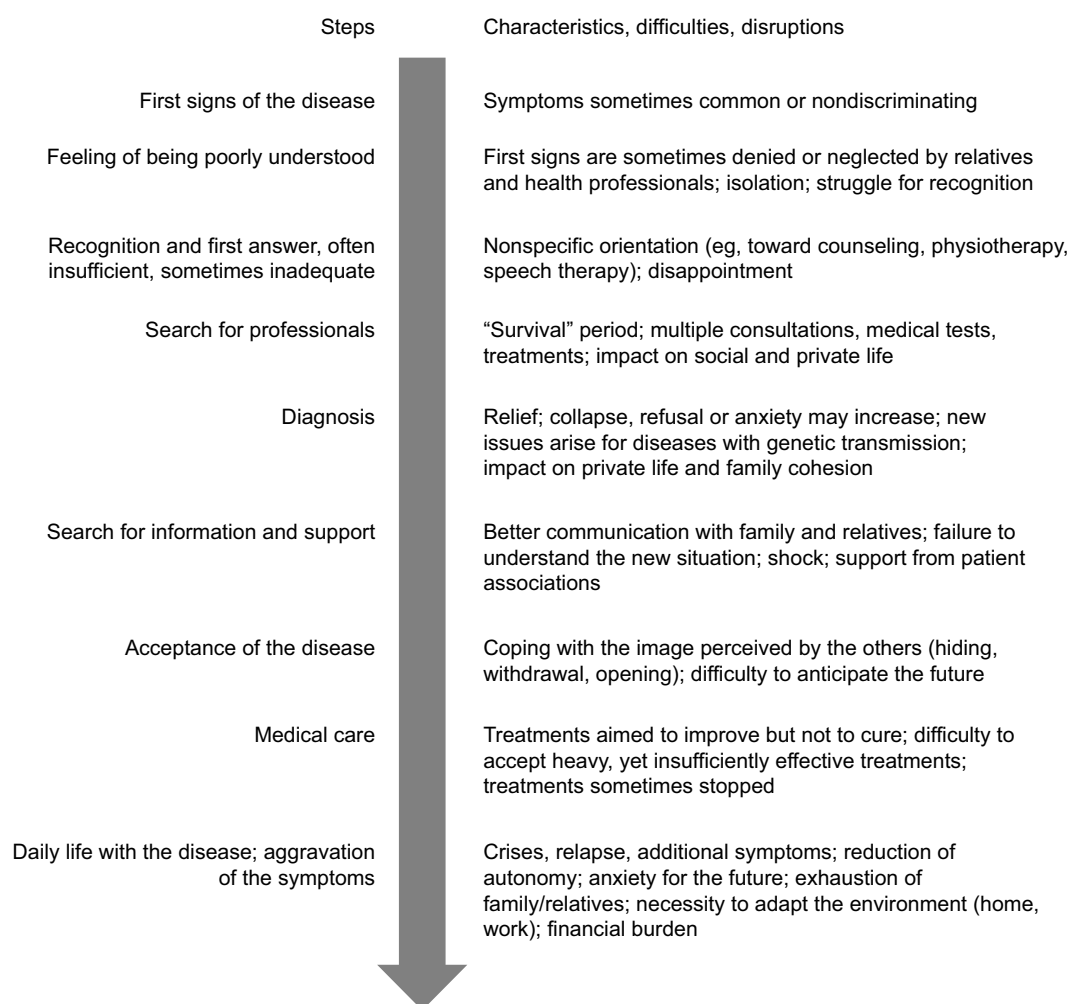 Steps
Characteristics, difficulties, disruptions
First signs of the disease
Symptoms sometimes common or nondiscriminating
Feeling of being poorly understood
First signs are sometimes denied or neglected by relatives
and health professionals; isolation; struggle for recognition
Recognition and first answer, often
insufficient, sometimes inadequate
Nonspecific orientation (eg, toward counseling, physiotherapy,
speech therapy); disappointment
Search for professionals
“Survival” period; multiple consultations, medical tests,
treatments; impact on social and private life
Diagnosis
Relief; collapse, refusal or anxiety may increase; new
issues arise for diseases with genetic transmission;
impact on private life and family cohesion
Search for information and support
Better communication with family and relatives; failure to
understand the new situation; shock; support from patient
associations
Acceptance of the disease
Coping with the image perceived by the others (hiding,
withdrawal, opening); difficulty to anticipate the future
Medical care
Treatments aimed to improve but not to cure; difficulty to
accept heavy, yet insufficiently effective treatments;
treatments sometimes stopped
Daily life with the disease; aggravation
of the symptoms
Crises, relapse, additional symptoms; reduction of
autonomy; anxiety for the future; exhaustion of
family/relatives; necessity to adapt the environment (home,
work); financial burden